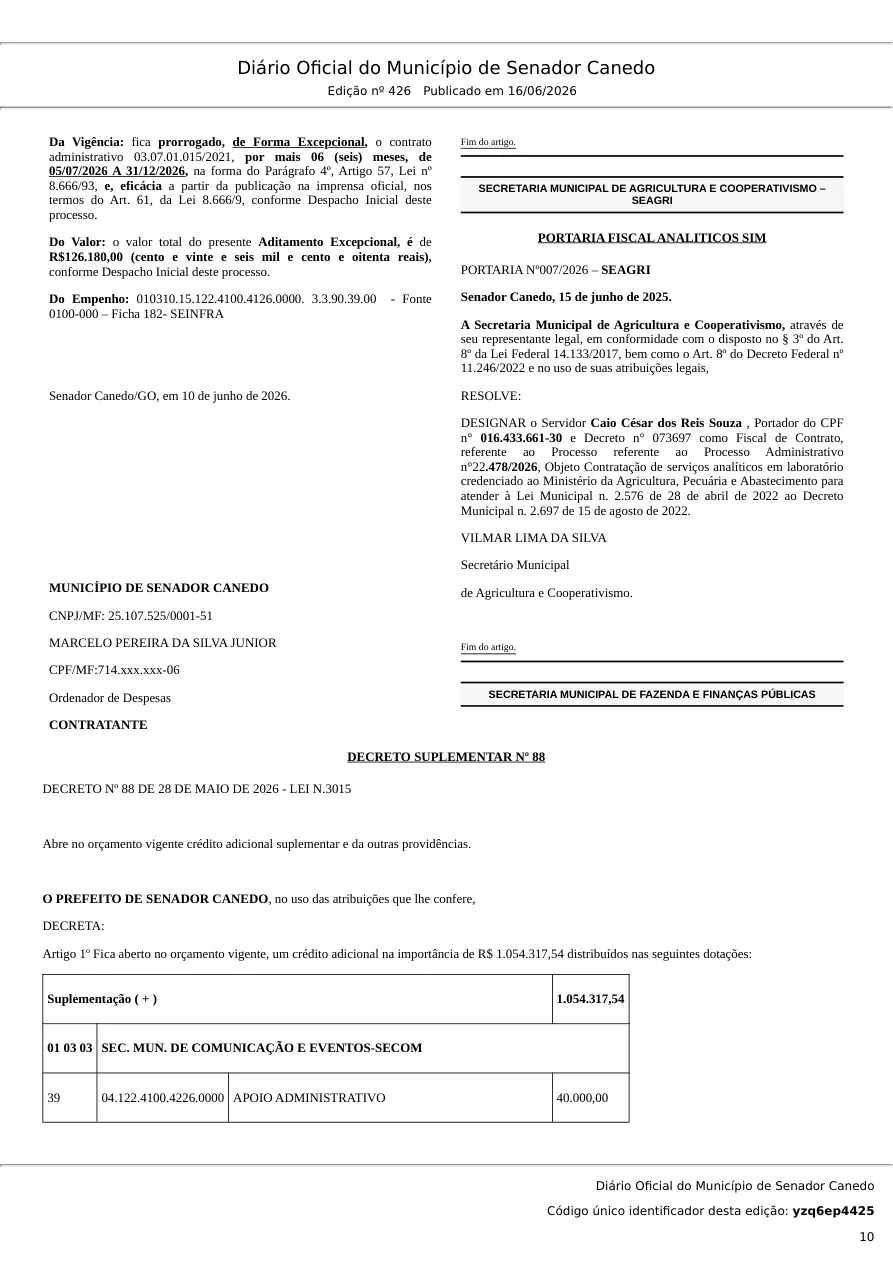 Diário Oficial do Município de Senador Canedo
Edição nº 426   Publicado em 16/06/2026
Da Vigência: fica prorrogado, de Forma Excepcional, o contrato
administrativo 03.07.01.015/2021, por mais 06 (seis) meses, de
05/07/2026 A 31/12/2026, na forma do Parágrafo 4º, Artigo 57, Lei nº
8.666/93, e, eficácia a partir da publicação na imprensa oficial, nos
termos do Art. 61, da Lei 8.666/9, conforme Despacho Inicial deste
processo.
Do Valor: o valor total do presente Aditamento Excepcional, é de
R$126.180,00 (cento e vinte e seis mil e cento e oitenta reais),
conforme Despacho Inicial deste processo.
Do Empenho: 010310.15.122.4100.4126.0000. 3.3.90.39.00 - Fonte
0100-000 – Ficha 182- SEINFRA
Senador Canedo/GO, em 10 de junho de 2026.
MUNICÍPIO DE SENADOR CANEDO
CNPJ/MF: 25.107.525/0001-51
MARCELO PEREIRA DA SILVA JUNIOR
CPF/MF:714.xxx.xxx-06
Ordenador de Despesas
CONTRATANTE
Fim do artigo.
SECRETARIA MUNICIPAL DE AGRICULTURA E COOPERATIVISMO –
SEAGRI
PORTARIA FISCAL ANALITICOS SIM
PORTARIA Nº007/2026 – SEAGRI
Senador Canedo, 15 de junho de 2025.
A Secretaria Municipal de Agricultura e Cooperativismo, através de
seu representante legal, em conformidade com o disposto no § 3º do Art.
8º da Lei Federal 14.133/2017, bem como o Art. 8º do Decreto Federal nº
11.246/2022 e no uso de suas atribuições legais,
RESOLVE:
DESIGNAR o Servidor Caio César dos Reis Souza , Portador do CPF
n° 016.433.661-30 e Decreto n° 073697 como Fiscal de Contrato,
referente ao Processo referente ao Processo Administrativo
n°22.478/2026, Objeto Contratação de serviços analíticos em laboratório
credenciado ao Ministério da Agricultura, Pecuária e Abastecimento para
atender à Lei Municipal n. 2.576 de 28 de abril de 2022 ao Decreto
Municipal n. 2.697 de 15 de agosto de 2022.
VILMAR LIMA DA SILVA
Secretário Municipal
de Agricultura e Cooperativismo.
Fim do artigo.
SECRETARIA MUNICIPAL DE FAZENDA E FINANÇAS PÚBLICAS
DECRETO SUPLEMENTAR Nº 88
DECRETO Nº 88 DE 28 DE MAIO DE 2026 - LEI N.3015
Abre no orçamento vigente crédito adicional suplementar e da outras providências.
O PREFEITO DE SENADOR CANEDO, no uso das atribuições que lhe confere,
DECRETA:
Artigo 1º Fica aberto no orçamento vigente, um crédito adicional na importância de R$ 1.054.317,54 distribuídos nas seguintes dotações:
Suplementação ( + ) 1.054.317,54
01 03 03 SEC. MUN. DE COMUNICAÇÃO E EVENTOS-SECOM
39 04.122.4100.4226.0000 APOIO ADMINISTRATIVO 40.000,00
Diário Oficial do Município de Senador Canedo
Código único identificador desta edição: yzq6ep4425
10